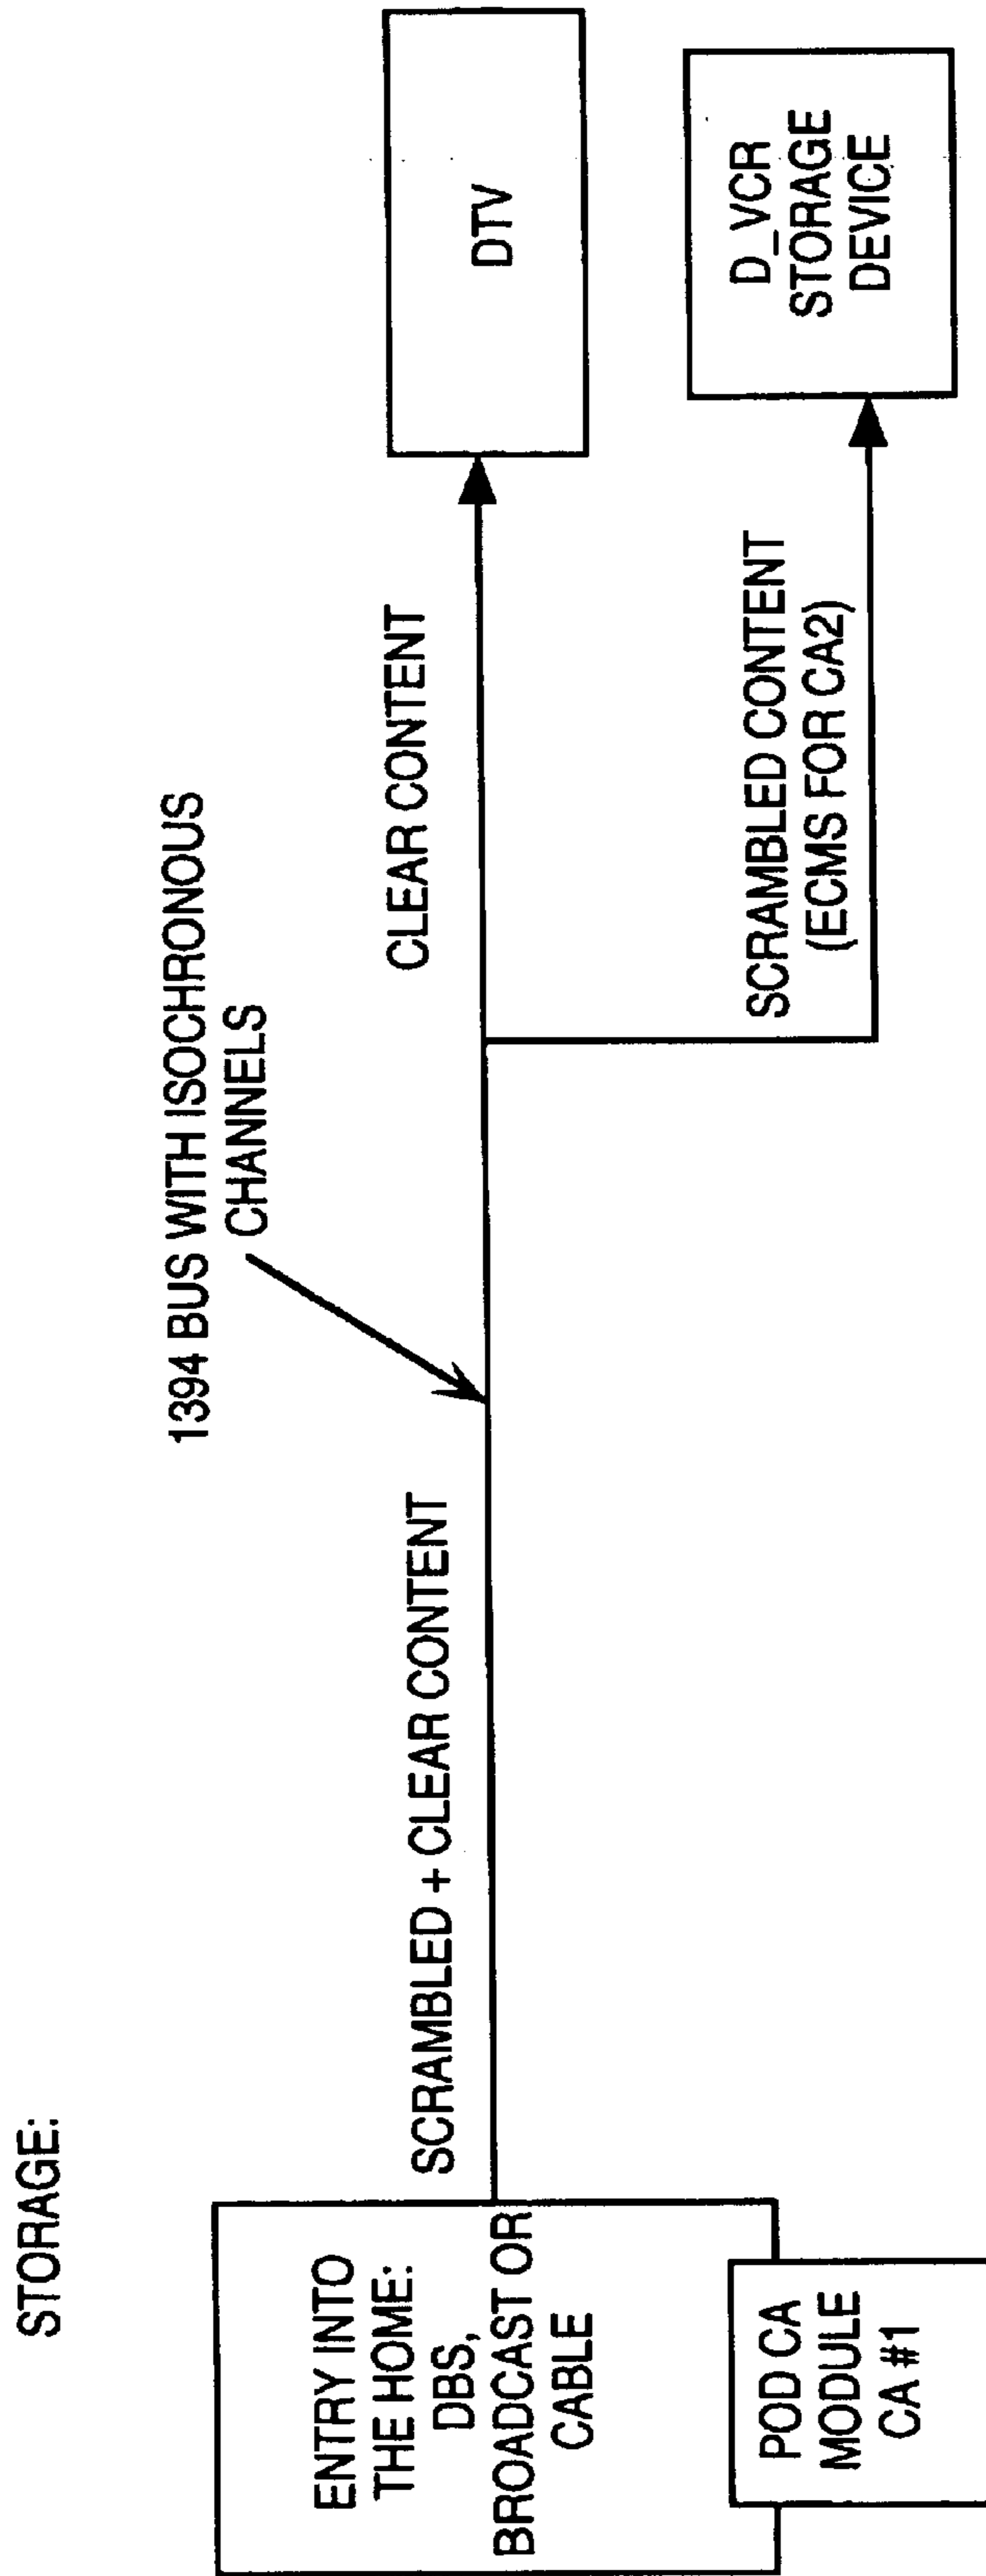 STORAGE:
ENTRY INTO
THE HOME:
DBS,
BROADCAST OR
CABLE
POD CA
MODULE
CA #1
SCRAMBLED + CLEAR CONTENT
1394 BUS WITH ISOCHRONOUS
CHANNELS
CLEAR CONTENT
DTV
SCRAMBLED CONTENT
(ECMS FOR CA2)
D_VCR
STORAGE
DEVICE